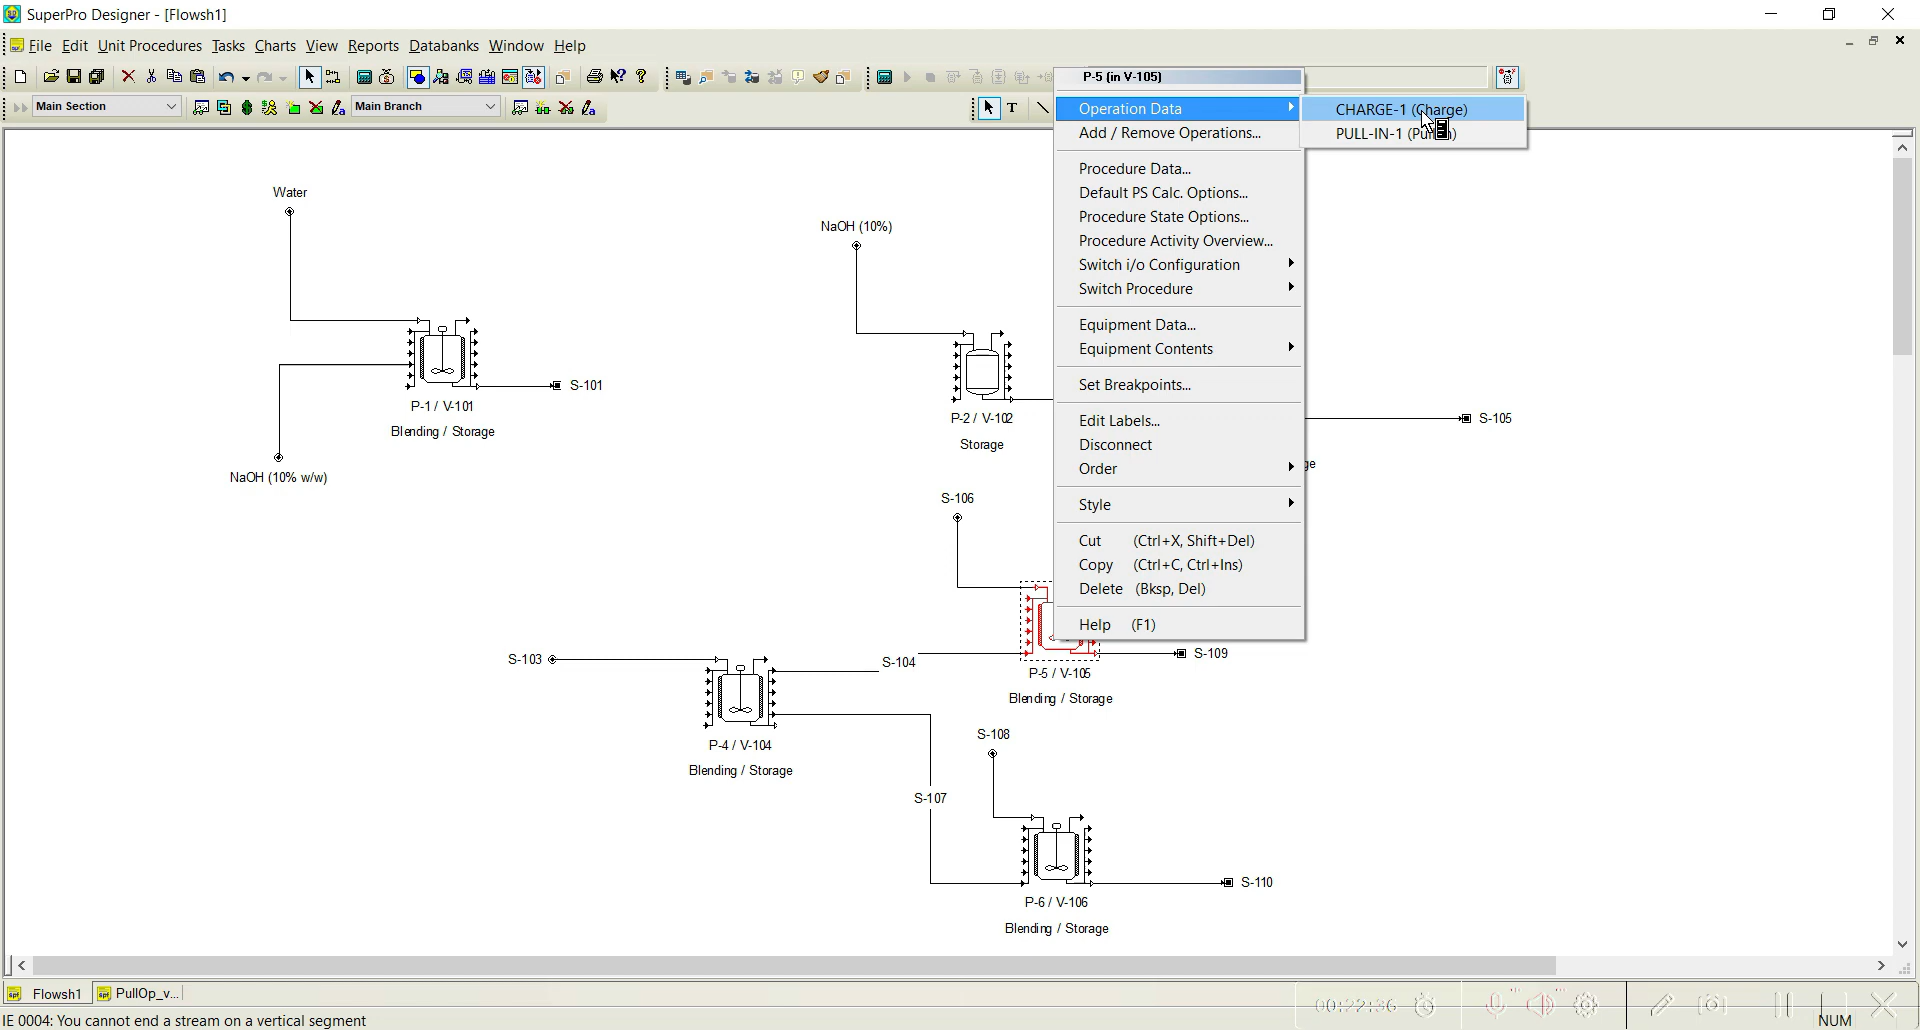 SuperPro Designer - [Flowsh1]
File Edit Unit Procedures Tasks Charts View Reports Databanks Window Help
Main Section
Main Branch
T
P-5 (in V-105)
Operation Data
Add / Remove Operations...
Procedure Data...
Default PS Calc. Options...
Procedure State Options...
Procedure Activity Overview...
Switch i/o Configuration
Switch Procedure
Equipment Data...
Equipment Contents
Set Breakpoints...
Edit Labels...
Disconnect
Order
Style
Cut (Ctrl+X, Shift+Del)
Copy (Ctrl+C, Ctrl+Ins)
Delete (Bksp, Del)
Help (F1)
CHARGE-1 (Charge)
PULL-IN-1
Water
NaOH (10% w/w)
S-101
P-1 / V-101
Blending / Storage
NaOH (10%)
P-2 / V-102
Storage
S-105
S-106
S-103
S-104
S-109
P-5 / V-105
Blending / Storage
P-4 / V-104
Blending / Storage
S-108
S-107
S-110
P-6 / V-106
Blending / Storage
Flowsh1 PullOp_v...
00:22:36
IE 0004: You cannot end a stream on a vertical segment
NUM